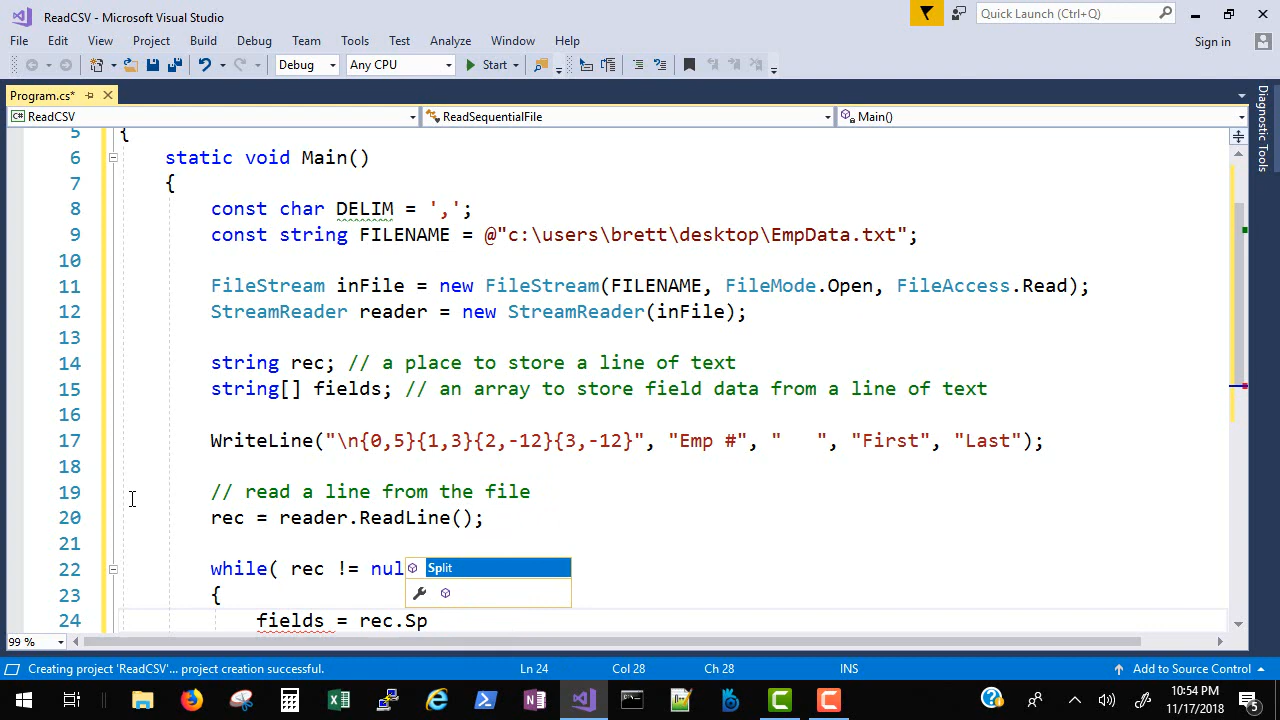 ReadCSV - Microsoft Visual Studio
Quick Launch (Ctrl+Q)
File Edit View Project Build Debug Team Tools Test Analyze Window Help
Sign in
Debug Any CPU Start
Program.cs*
ReadCSV ReadSequentialFile Main()
Diagnostic Tools
5 {
6 static void Main()
7 {
8 const char DELIM = ',';
9 const string FILENAME = @"c:\users\brett\desktop\EmpData.txt";
10
11 FileStream inFile = new FileStream(FILENAME, FileMode.Open, FileAccess.Read);
12 StreamReader reader = new StreamReader(inFile);
13
14 string rec; // a place to store a line of text
15 string[] fields; // an array to store field data from a line of text
16
17 WriteLine("\n{0,5}{1,3}{2,-12}{3,-12}", "Emp #", "   ", "First", "Last");
18
19 // read a line from the file
20 rec = reader.ReadLine();
21
22 while( rec != nul
Split
23 {
24 fields = rec.Sp
99 %
Creating project 'ReadCSV'... project creation successful. Ln 24 Col 28 Ch 28 INS Add to Source Control
10:54 PM
11/17/2018
5